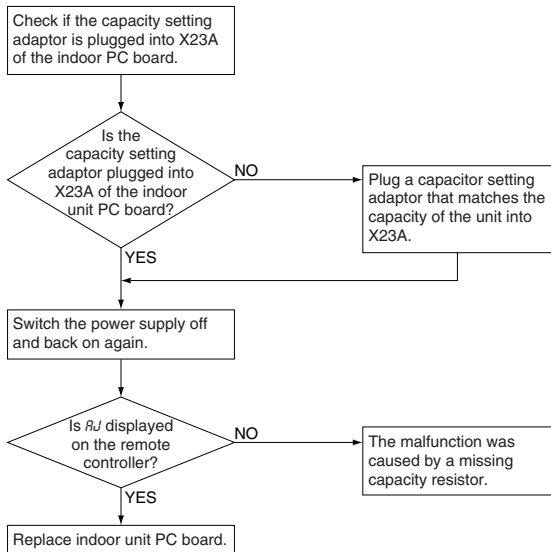 Check if the capacity setting
adaptor is plugged into X23A
of the indoor PC board.
Is the
capacity setting
adaptor plugged into
X23A of the indoor
unit PC board?
NO
Plug a capacitor setting
adaptor that matches the
capacity of the unit into
X23A.
YES
Switch the power supply off
and back on again.
Is AJ displayed
on the remote
controller?
NO
The malfunction was
caused by a missing
capacity resistor.
YES
Replace indoor unit PC board.